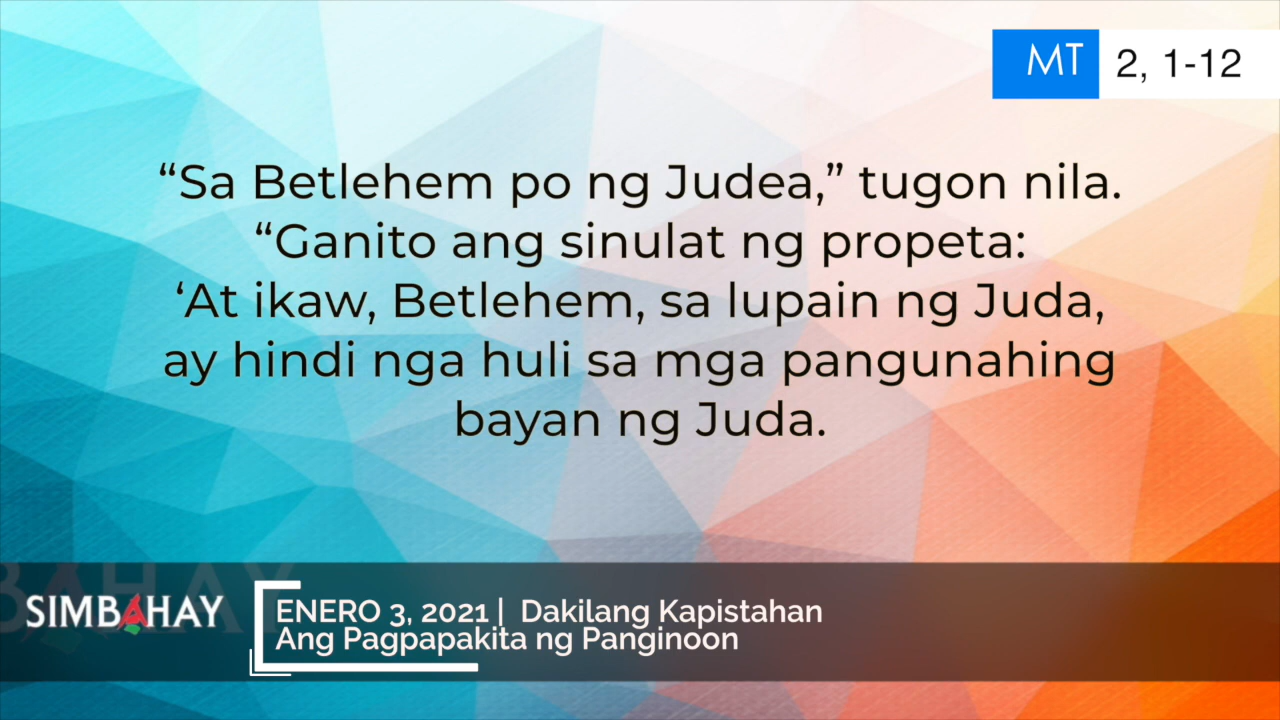 MT 2, 1-12
“Sa Betlehem po ng Judea,” tugon nila.
“Ganito ang sinulat ng propeta:
‘At ikaw, Betlehem, sa lupain ng Juda,
ay hindi nga huli sa mga pangunahing
bayan ng Juda.
SIMBAHAY
ENERO 3, 2021 | Dakilang Kapistahan
Ang Pagpapakita ng Panginoon